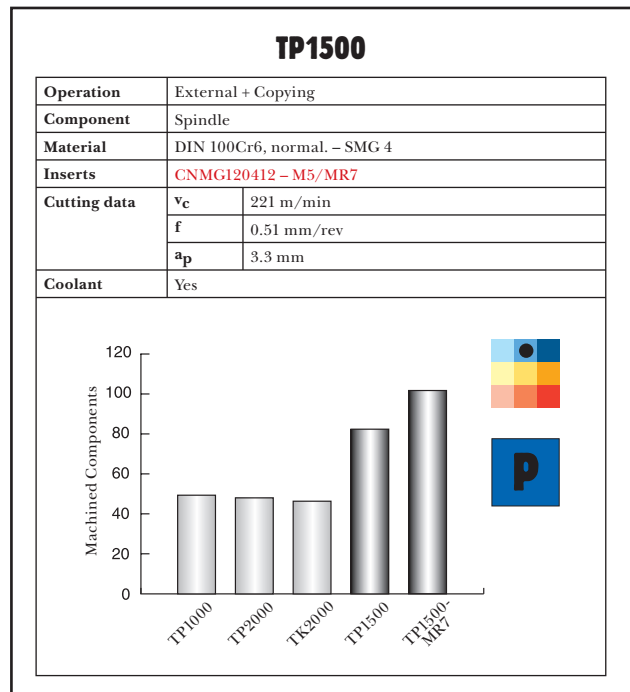 TP1500
Operation External + Copying
Component Spindle
Material DIN 100Cr6, normal. – SMG 4
Inserts CNMG120412 – M5/MR7
Cutting data vc 221 m/min
f 0.51 mm/rev
ap 3.3 mm
Coolant Yes
Machined Components
120
100
80
60
40
20
0
TP1000
TP2000
TK2000
TP1500
TP1500-
MR7
P